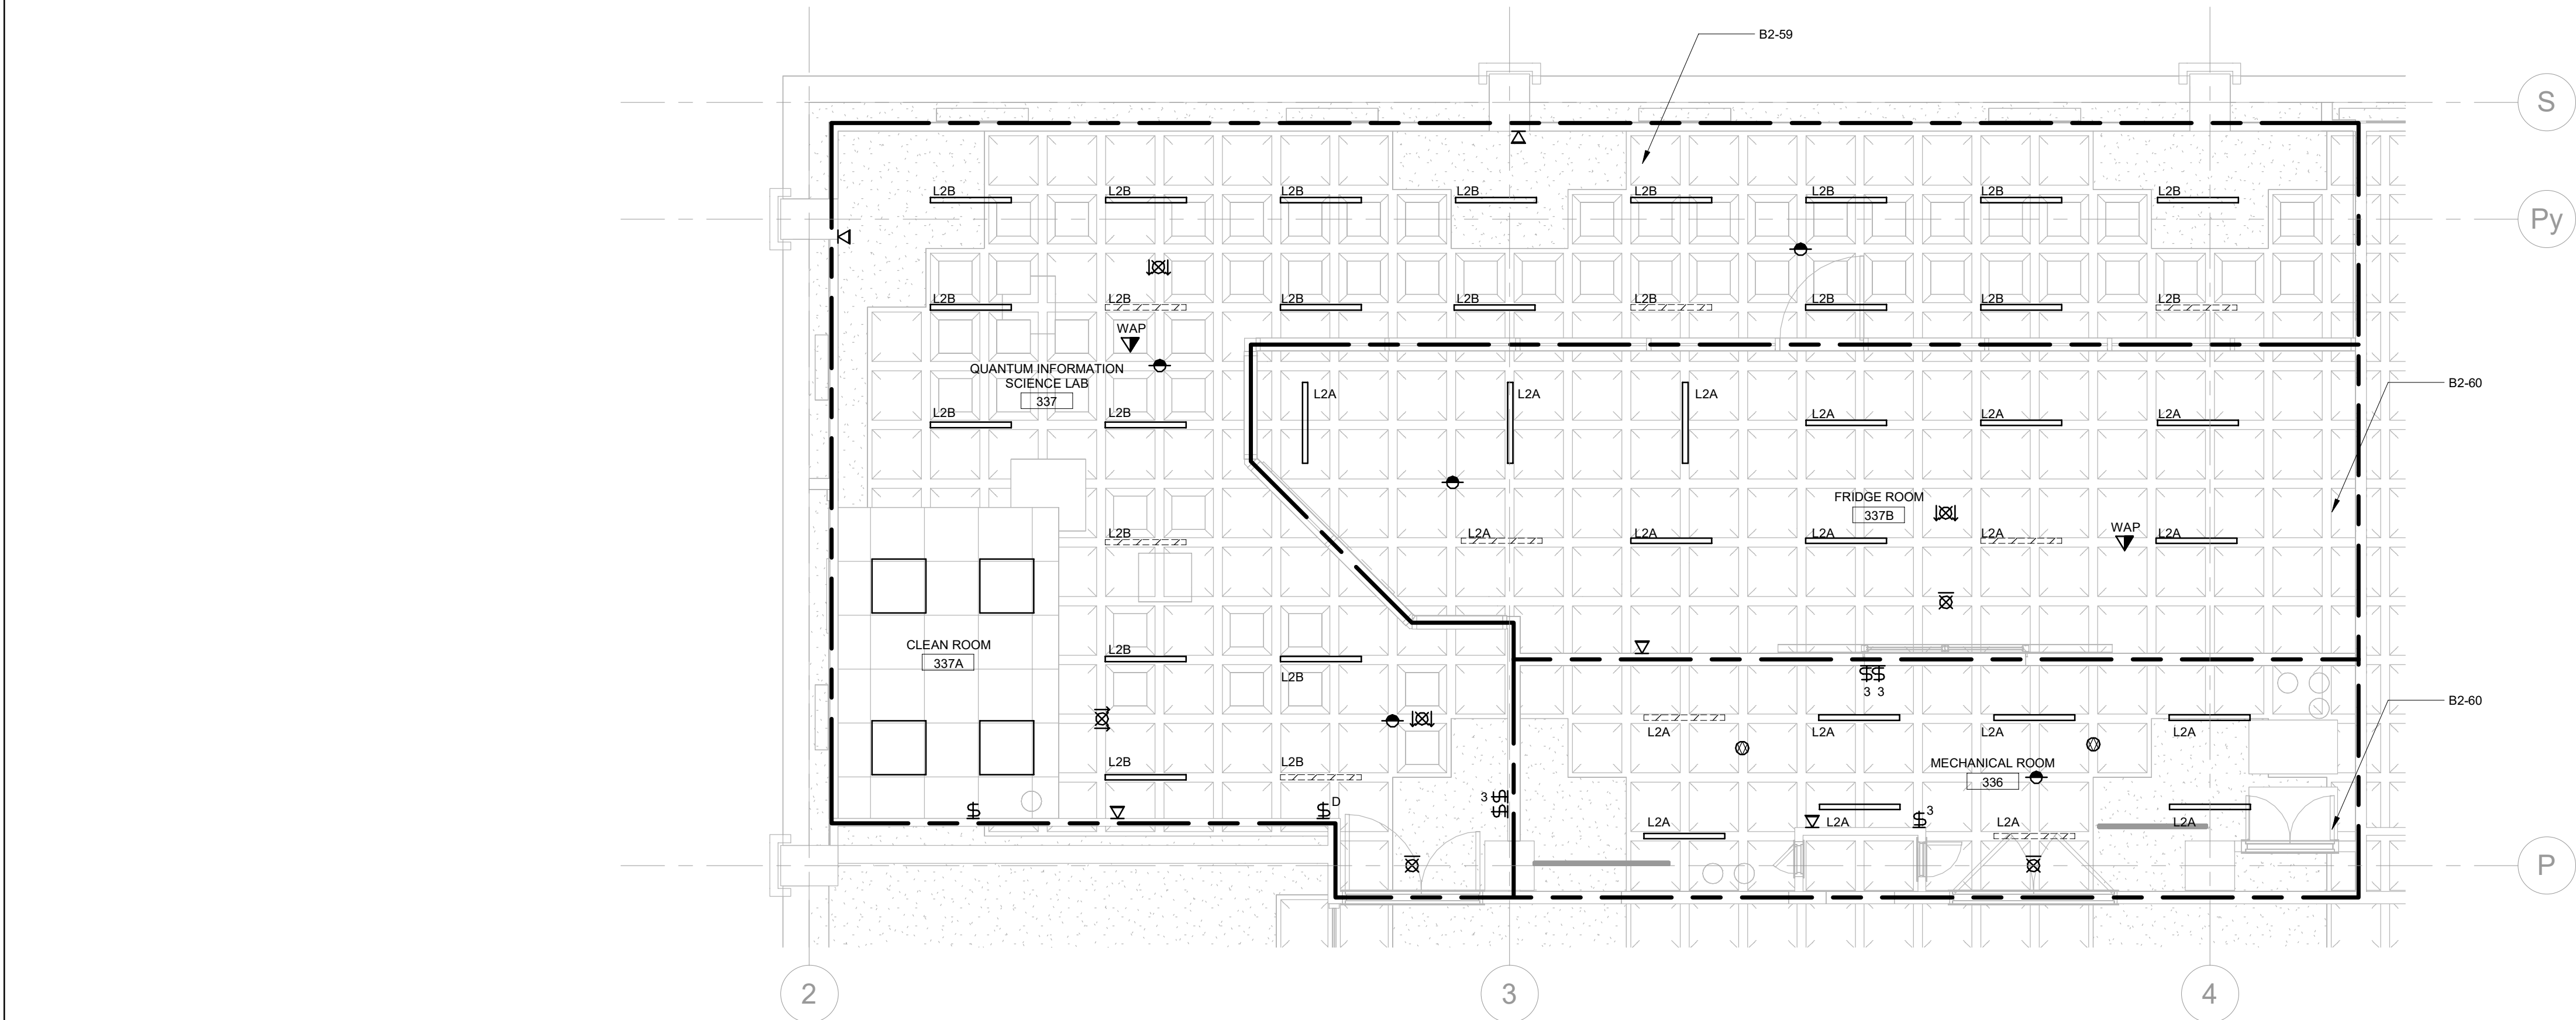 B2-59
S
L2B L2B L2B L2B L2B L2B L2B L2B
Py
L2B L2B L2B L2B L2B L2B L2B L2B
WAP
QUANTUM INFORMATION
SCIENCE LAB
337
B2-60
L2A L2A L2A
L2B L2B L2A L2A L2A
FRIDGE ROOM
337B
WAP
L2B L2A L2A L2A L2A L2A
CLEAN ROOM
337A
L2B
L2B
3 3
B2-60
L2A L2A L2A L2A
L2B L2B
MECHANICAL ROOM
336
D
3
3
L2A L2A L2A L2A
P
2 3 4